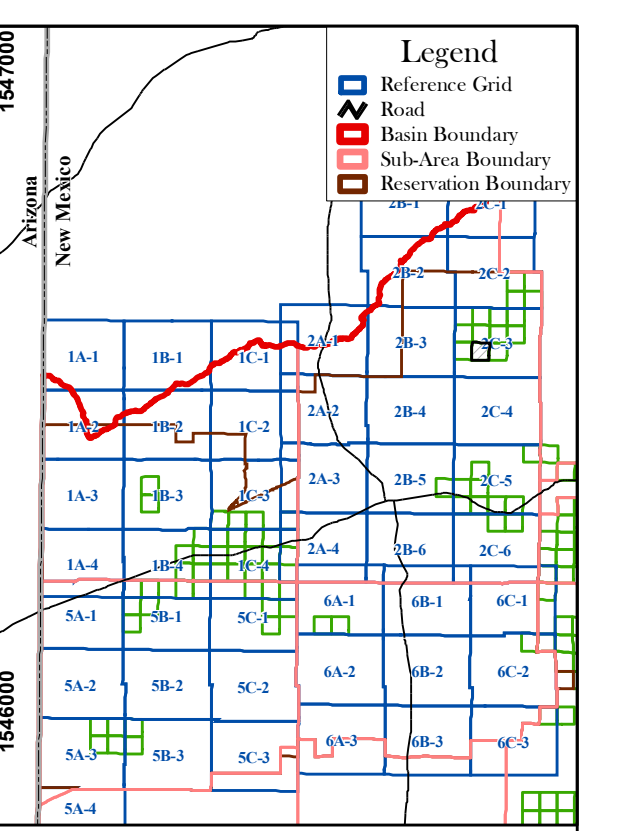 1547000
Legend
Reference Grid
Road
Basin Boundary
Sub-Area Boundary
Reservation Boundary
Arizona
New Mexico
2B-1 2C-1
2B-2 2C-2
2A-1 2B-3 2C-3
1A-1 1B-1 1C-1
2A-2 2B-4 2C-4
1A-2 1B-2 1C-2
2A-3 2B-5 2C-5
1A-3 1B-3 1C-3
2A-4 2B-6 2C-6
1A-4 1B-4 1C-4
6A-1 6B-1 6C-1
5A-1 5B-1 5C-1
6A-2 6B-2 6C-2
5A-2 5B-2 5C-2
1546000
6A-3 6B-3 6C-3
5A-3 5B-3 5C-3
5A-4